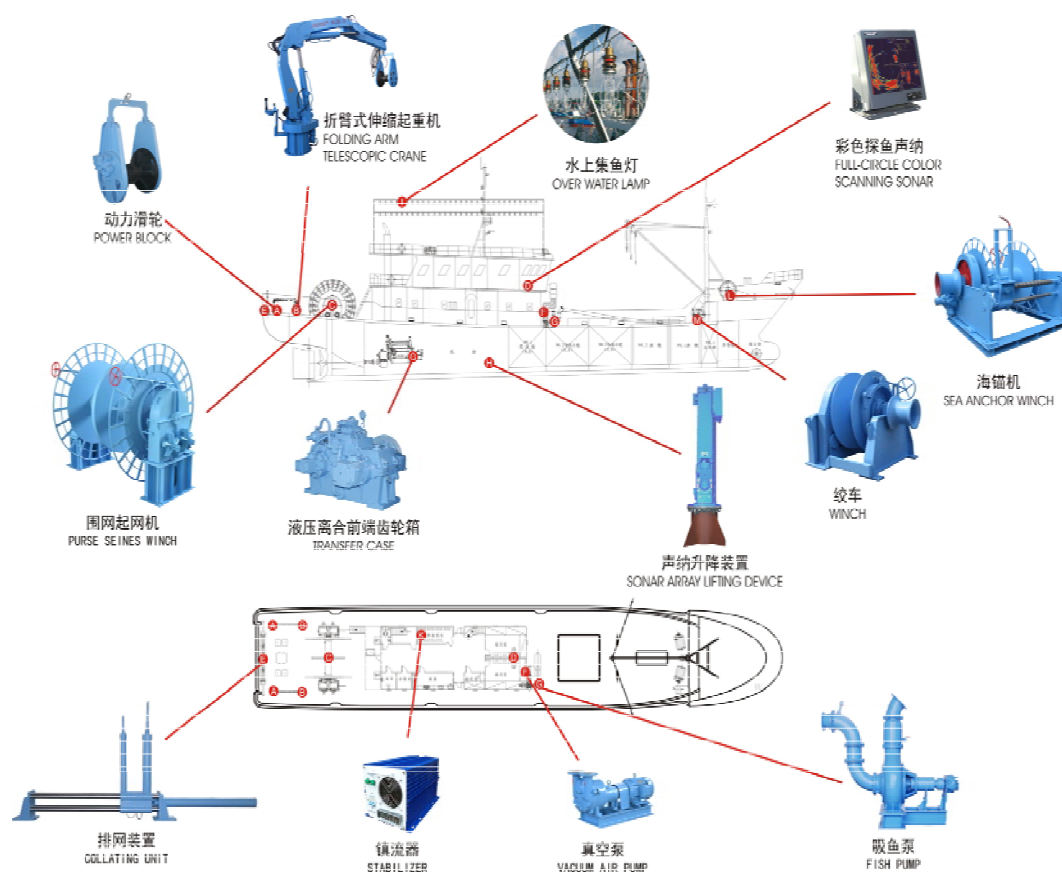 折臂式伸缩起重机
FOLDING ARM
TELESCOPIC CRANE
水上集鱼灯
OVER WATER LAMP
彩色探鱼声纳
FULL-CIRCLE COLOR
SCANNING SONAR
动力滑轮
POWER BLOCK
J
D
L
E A B C
F
G
M
O
H
海锚机
SEA ANCHOR WINCH
绞车
WINCH
围网起网机
PURSE SEINES WINCH
液压离合前端齿轮箱
TRANSFER CASE
声纳升降装置
SONAR ARRAY LIFTING DEVICE
A B
K
E C D
F
G
A B
排网装置
COLLATING UNIT
镇流器
STABILIZER
真空泵
VACUUM AIR PUMP
吸鱼泵
FISH PUMP